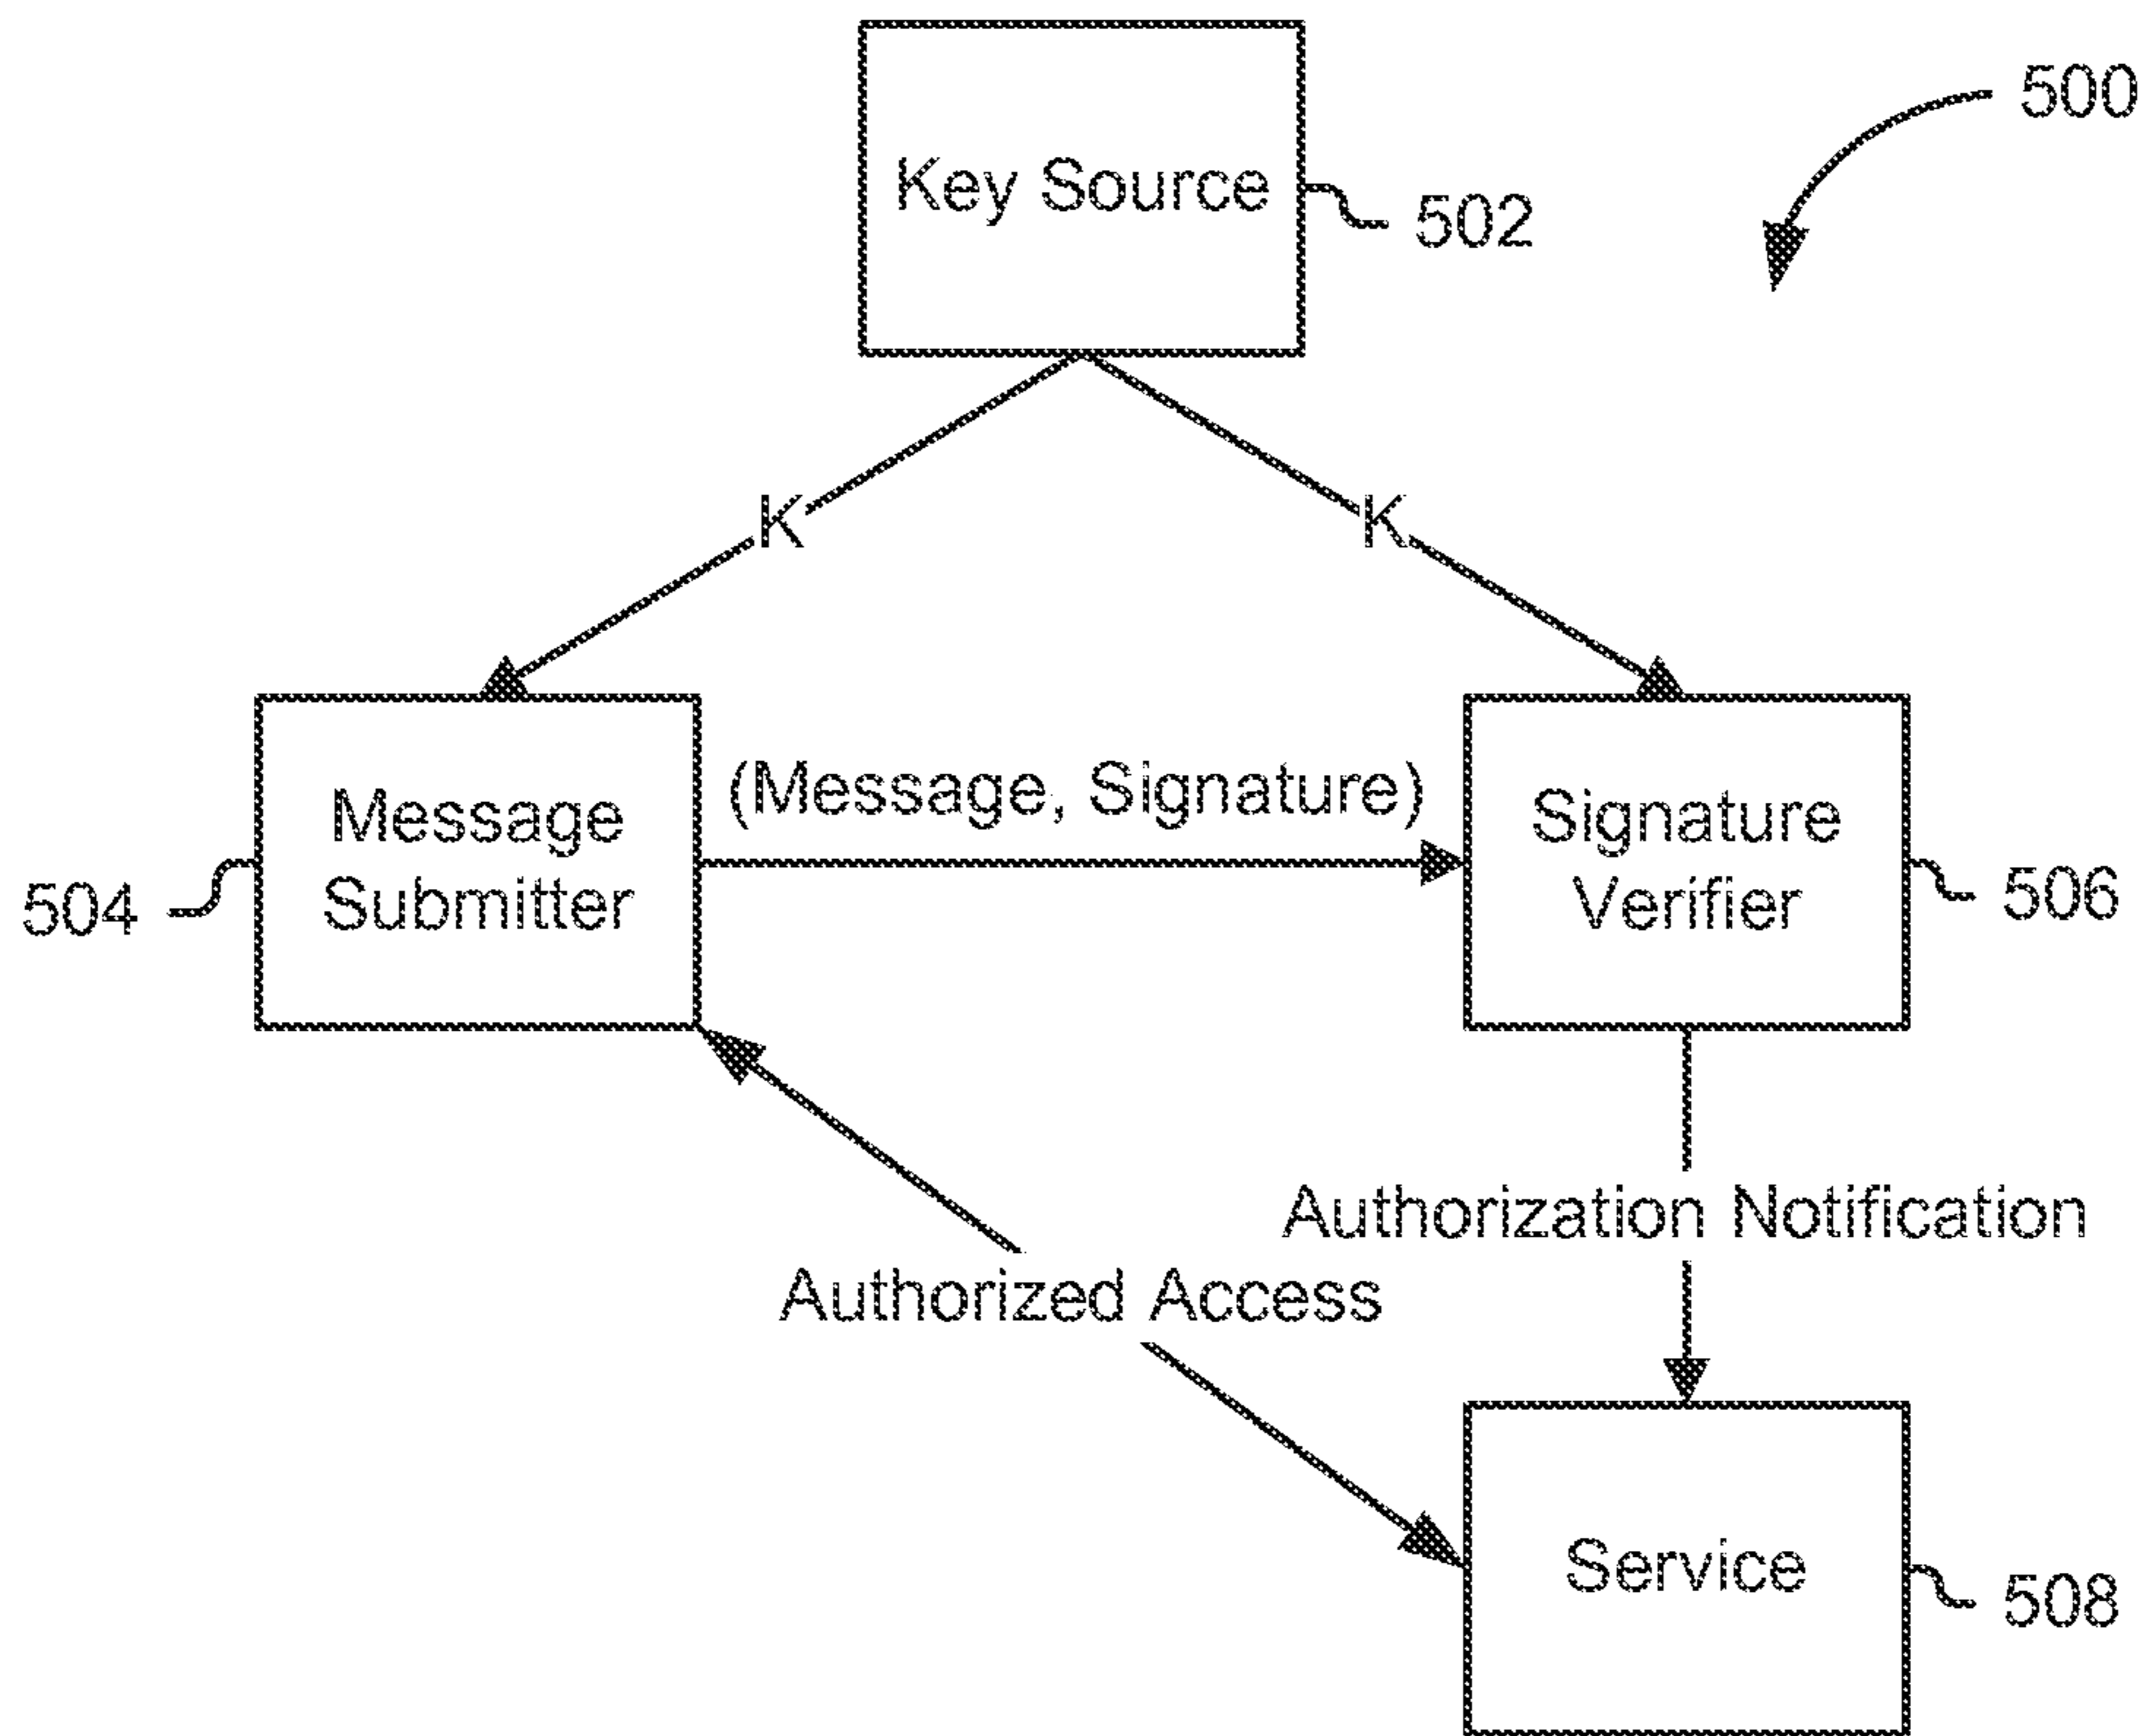 500
Key Source
502
K
K
(Message, Signature)
Message
Submitter
Signature
Verifier
504
506
Authorization Notification
Authorized Access
Service
508